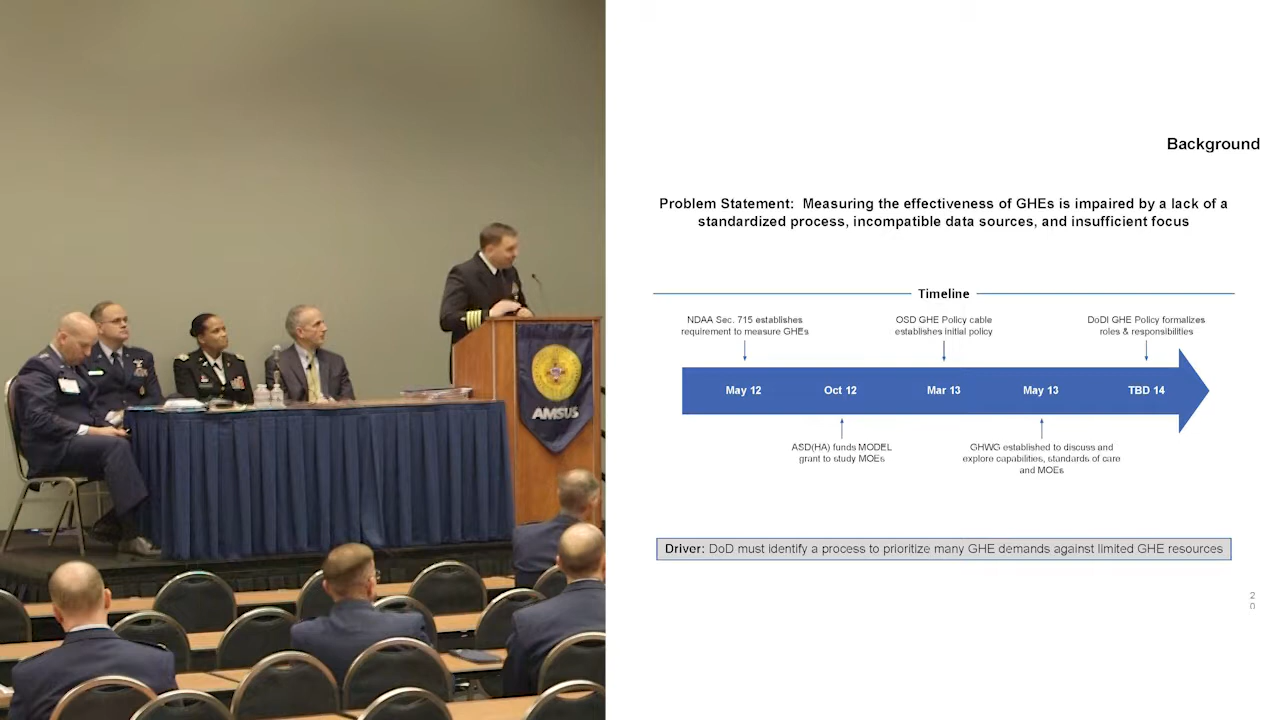 AMSUS
Background
Problem Statement: Measuring the effectiveness of GHEs is impaired by a lack of a
standardized process, incompatible data sources, and insufficient focus
Timeline
NDAA Sec. 715 establishes
requirement to measure GHEs
OSD GHE Policy cable
establishes initial policy
DoDI GHE Policy formalizes
roles & responsibilities
May 12
Oct 12
Mar 13
May 13
TBD 14
ASD(HA) funds MODEL
grant to study MOEs
GHWG established to discuss and
explore capabilities, standards of care
and MOEs
Driver: DoD must identify a process to prioritize many GHE demands against limited GHE resources
2
0